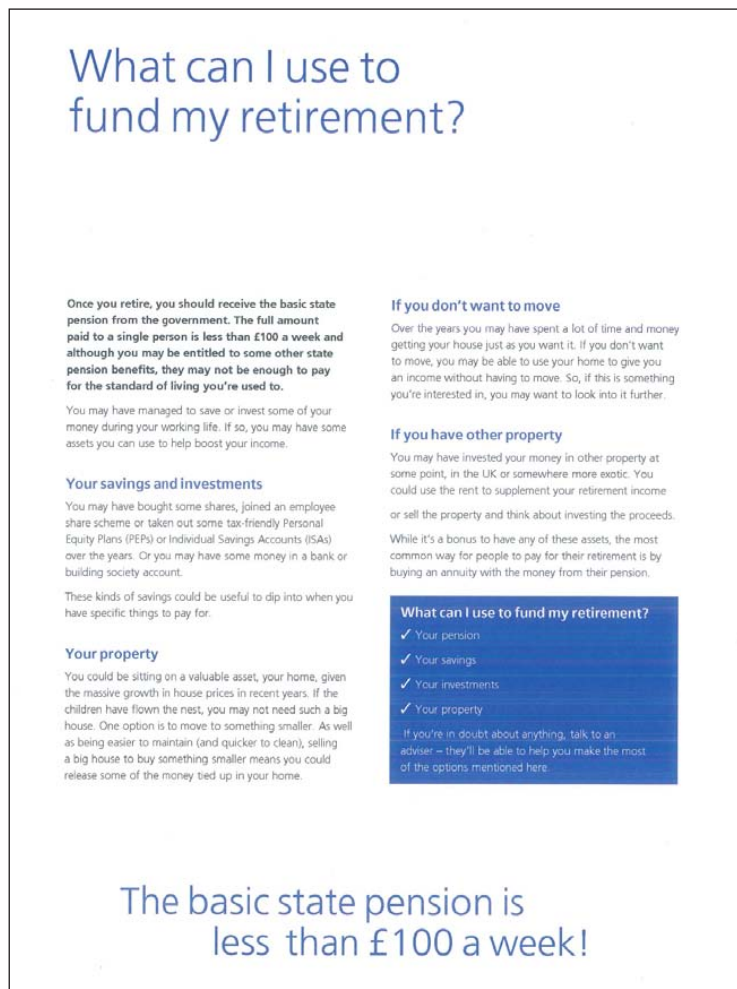 What can I use to
fund my retirement?
Once you retire, you should receive the basic state
pension from the government. The full amount
paid to a single person is less than £100 a week and
although you may be entitled to some other state
pension benefits, they may not be enough to pay
for the standard of living you're used to.
You may have managed to save or invest some of your
money during your working life. If so, you may have some
assets you can use to help boost your income.
Your savings and investments
You may have bought some shares, joined an employee
share scheme or taken out some tax-friendly Personal
Equity Plans (PEPs) or Individual Savings Accounts (ISAs)
over the years. Or you may have some money in a bank or
building society account.
These kinds of savings could be useful to dip into when you
have specific things to pay for.
Your property
You could be sitting on a valuable asset, your home, given
the massive growth in house prices in recent years. If the
children have flown the nest, you may not need such a big
house. One option is to move to something smaller. As well
as being easier to maintain (and quicker to clean), selling
a big house to buy something smaller means you could
release some of the money tied up in your home.
If you don't want to move
Over the years you may have spent a lot of time and money
getting your house just as you want it. If you don't want
to move, you may be able to use your home to give you
an income without having to move. So, if this is something
you're interested in, you may want to look into it further.
If you have other property
You may have invested your money in other property at
some point, in the UK or somewhere more exotic. You
could use the rent to supplement your retirement income
or sell the property and think about investing the proceeds.
While it's a bonus to have any of these assets, the most
common way for people to pay for their retirement is by
buying an annuity with the money from their pension.
What can I use to fund my retirement?
✓ Your pension
✓ Your savings
✓ Your investments
✓ Your property
If you're in doubt about anything, talk to an
adviser – they'll be able to help you make the most
of the options mentioned here.
The basic state pension is
less than £100 a week!